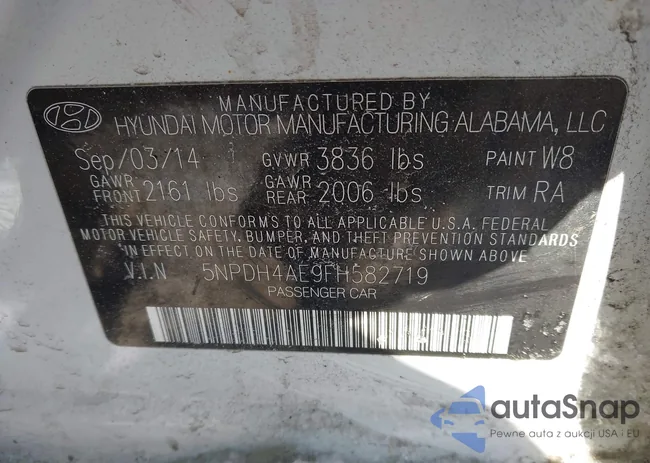 MANUFACTURED BY
HYUNDAI MOTOR MANUFACTURING ALABAMA, LLC
Sep/03/14 GVWR 3836 lbs PAINT W8
GAWR FRONT 2161 lbs GAWR REAR 2006 lbs TRIM RA
THIS VEHICLE CONFORMS TO ALL APPLICABLE U.S.A. FEDERAL
MOTOR VEHICLE SAFETY, BUMPER, AND THEFT PREVENTION STANDARDS
IN EFFECT ON THE DATE OF MANUFACTURE SHOWN ABOVE.
V.I.N 5NPDH4AE9FH582719
PASSENGER CAR
autaSnap
Pewne auta z aukcji USA i EU